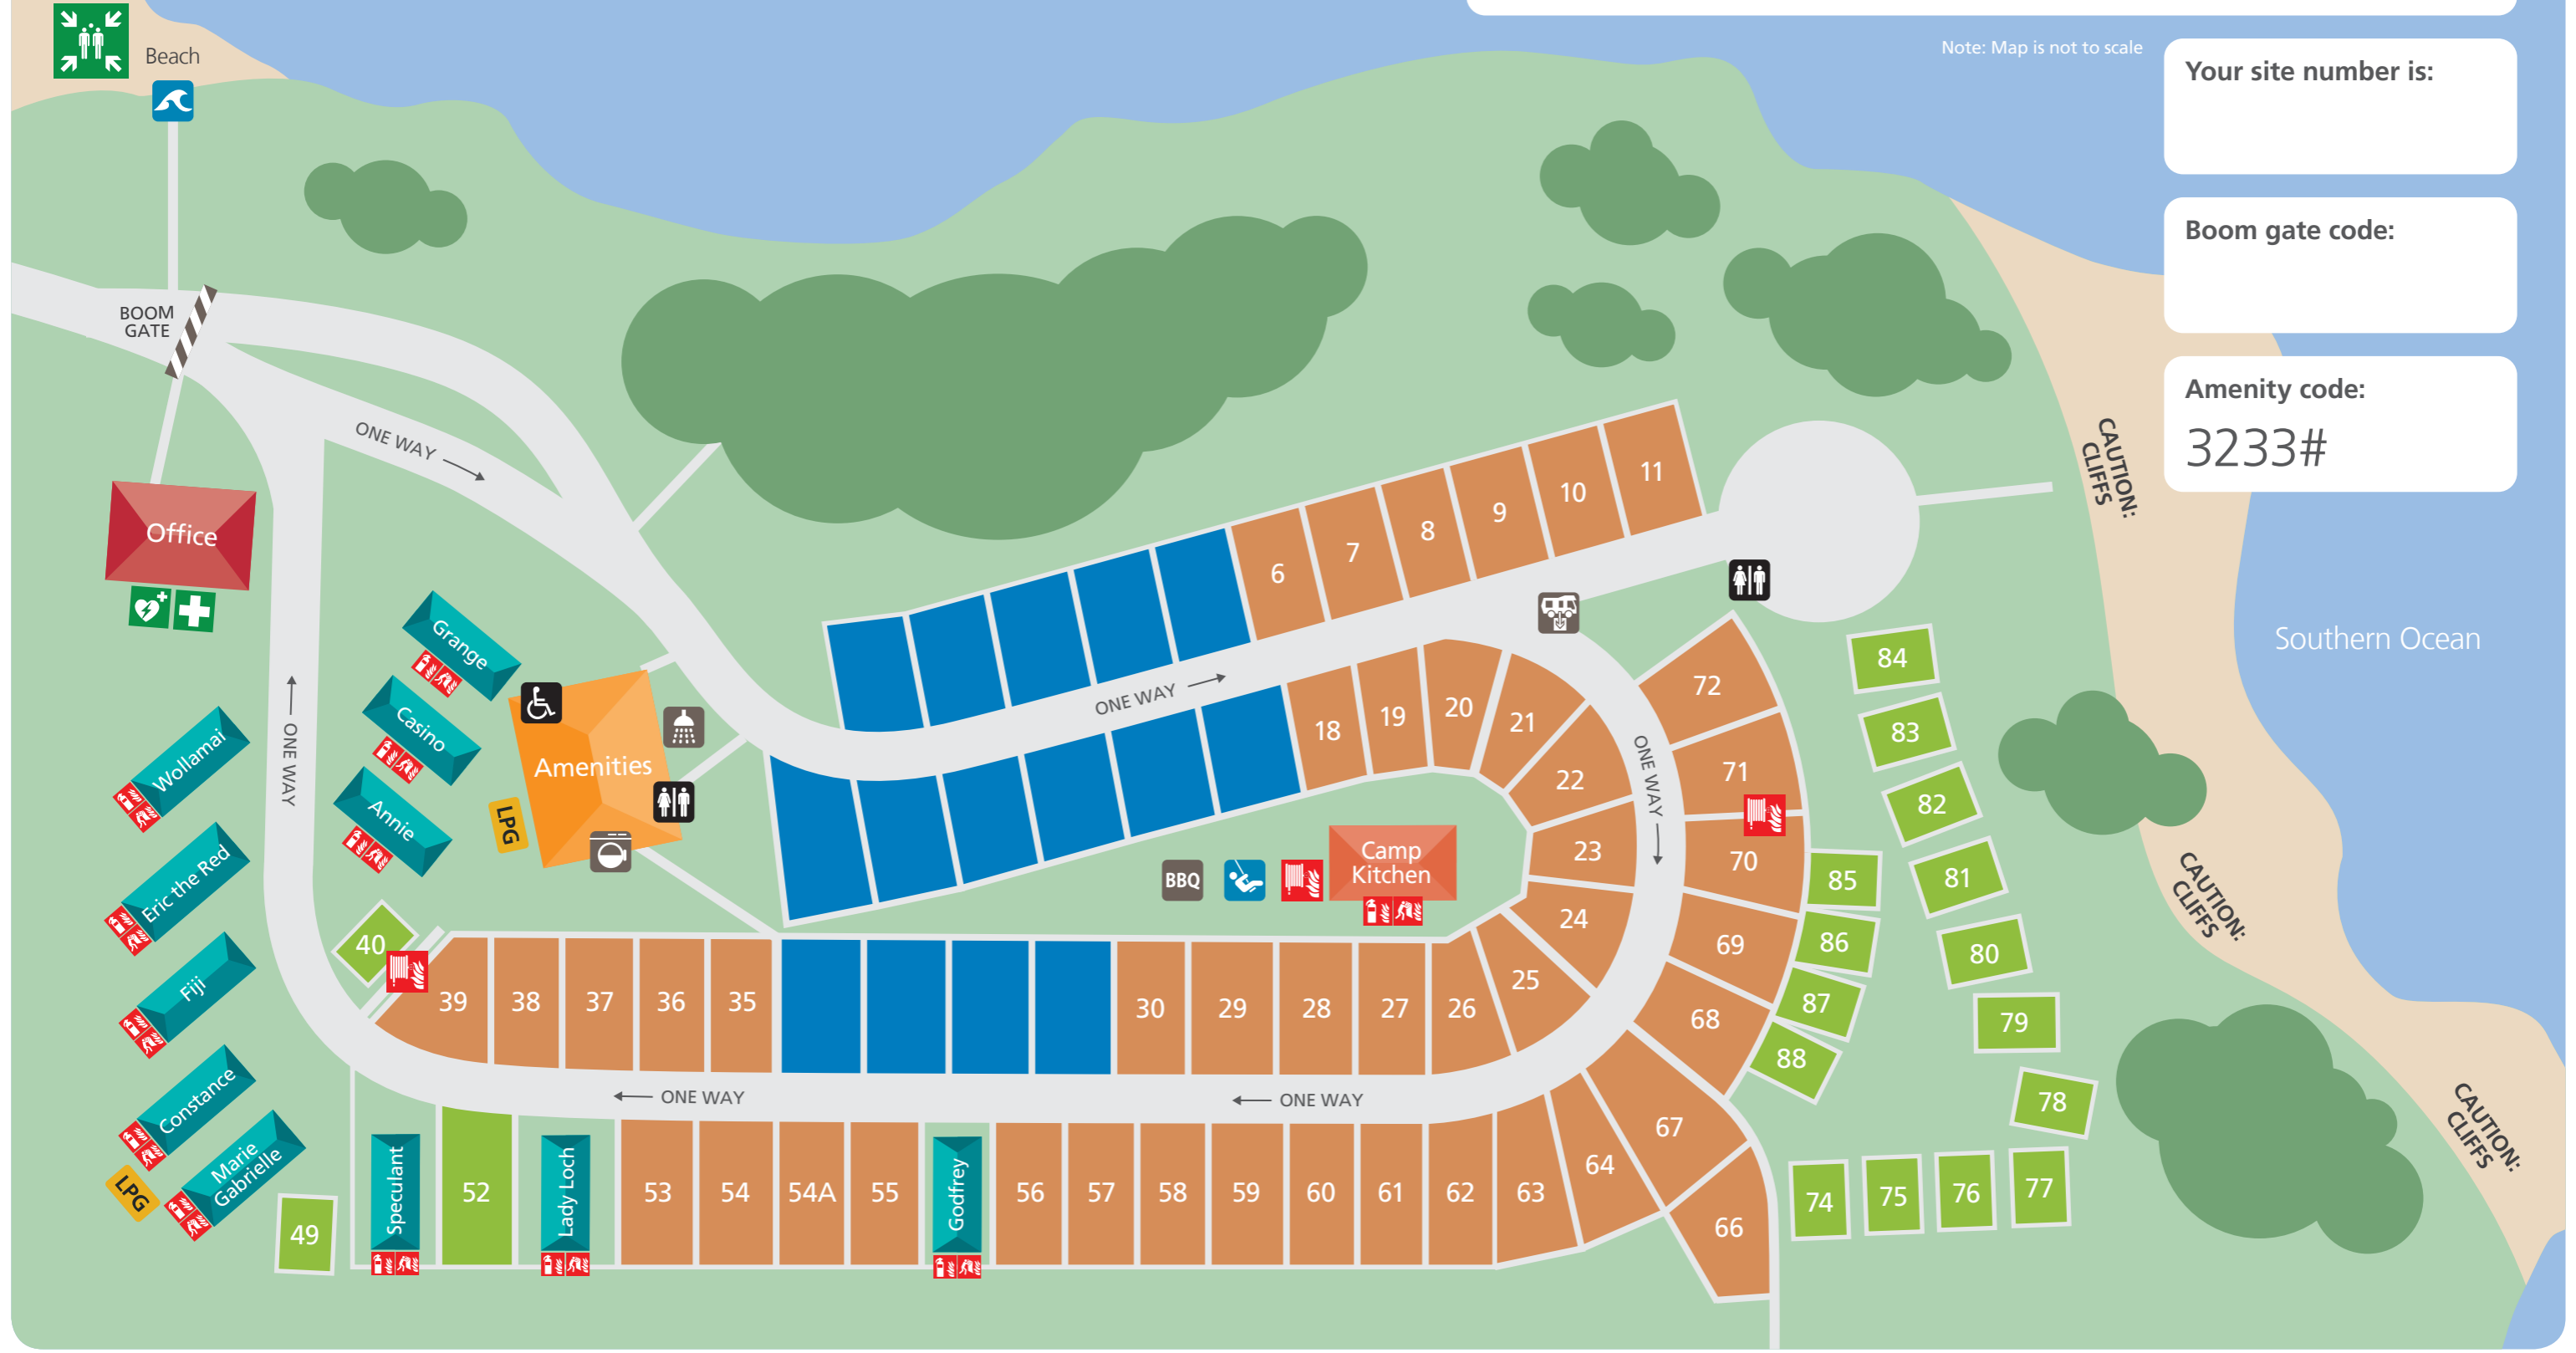 Beach
Note: Map is not to scale
Your site number is:
Boom gate code:
Amenity code:
3233#
BOOM
GATE
ONE WAY
Office
CAUTION:
CLIFFS
11
10
9
8
7
6
Southern Ocean
Grange
Casino
Annie
Amenities
LPG
ONE WAY
ONE WAY
18
19
20
21
22
23
24
25
ONE WAY
72
71
70
69
68
67
66
84
83
82
81
80
79
78
77
76
75
74
85
86
87
88
CAUTION:
CLIFFS
CAUTION:
CLIFFS
BBQ
Camp
Kitchen
Wollamai
Eric the Red
Fiji
Constance
Marie
Gabrielle
LPG
40
39
38
37
36
35
30
29
28
27
26
ONE WAY
ONE WAY
49
Speculant
52
Lady Loch
53
54
54A
55
Godfrey
56
57
58
59
60
61
62
63
64